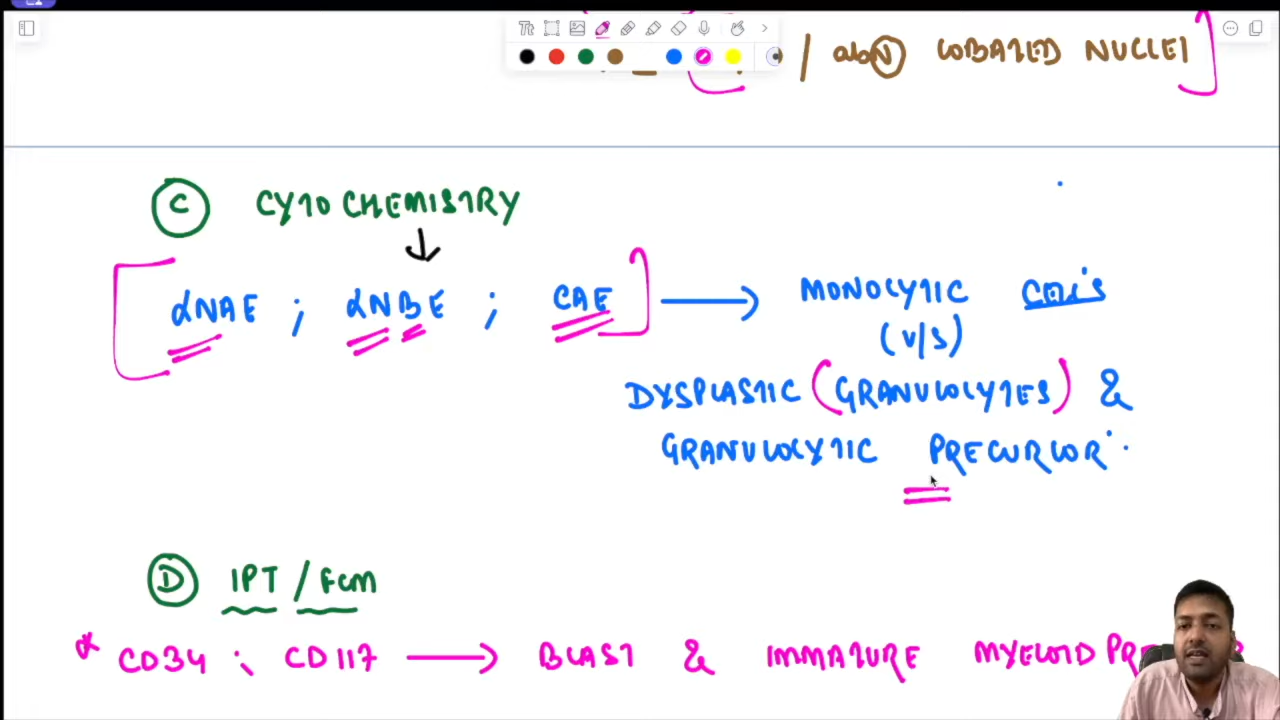 / abn(N) LOBATED NUCLEI ]
C CYTOCHEMISTRY
↓
[ αNAE ; αNBE ; CAE ] → MONOCYTIC CELLS
(V/S)
DYSPLASTIC (GRANULOCYTES) &
GRANULOCYTIC PRECURSOR.
D IPT / FCM
* CD34 ; CD117 → BLAST & IMMATURE MYELOID